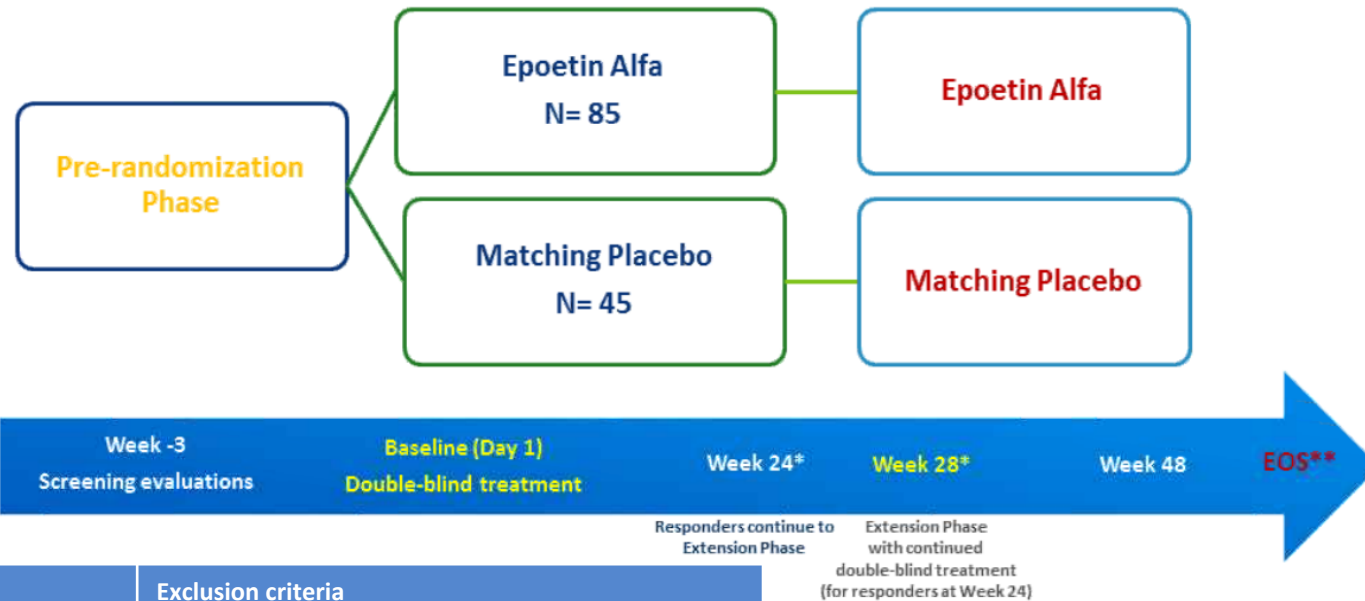 Epoetin Alfa
N= 85
Epoetin Alfa
Pre-randomization
Phase
Matching Placebo
N= 45
Matching Placebo
Week -3
Screening evaluations
Baseline (Day 1)
Double-blind treatment
Week 24*
Week 28*
Week 48
EOS**
Responders continue to
Extension Phase
Extension Phase
with continued
double-blind treatment
(for responders at Week 24)
Exclusion criteria